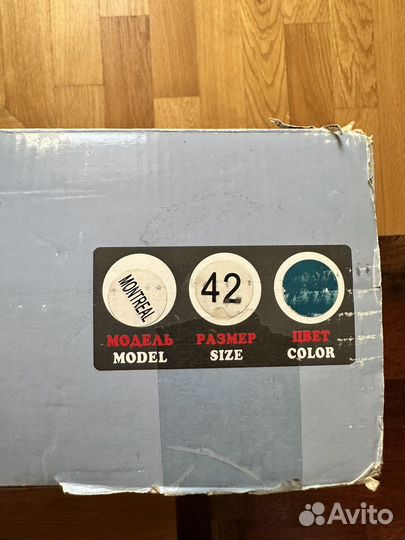 MONTREAL
42
МОДЕЛЬ РАЗМЕР ЦВЕТ
MODEL SIZE COLOR
Avito